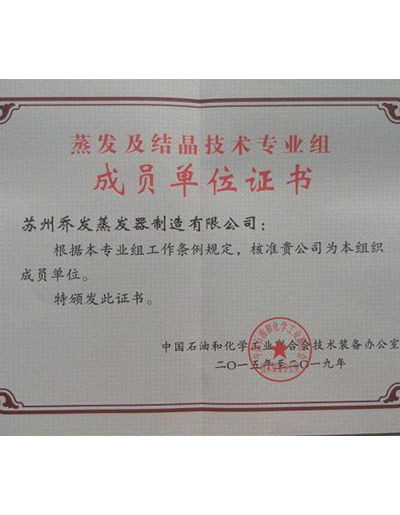 蒸发及结晶技术专业组
成员单位证书
苏州乔发蒸发器制造有限公司：
根据本专业组工作条例规定，核准贵公司为本组织
成员单位。
特颁发此证书。
中国石油和化学工业联合会技术装备办公室
二〇一五年至二〇一九年